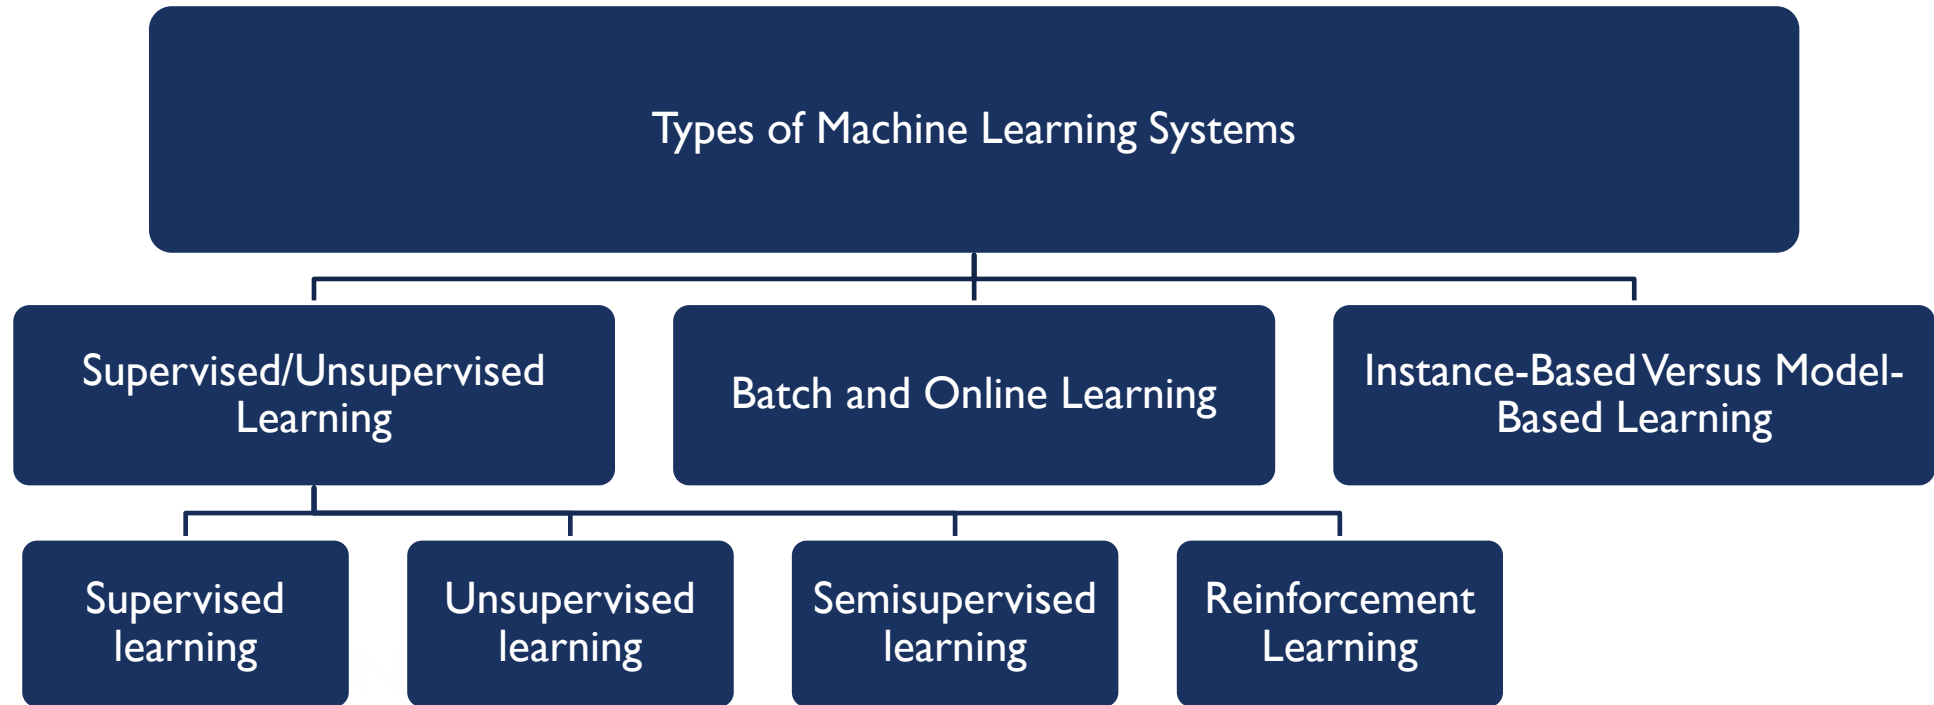 Types of Machine Learning Systems
Supervised/Unsupervised
Learning
Batch and Online Learning
Instance-Based Versus Model-
Based Learning
Supervised
learning
Unsupervised
learning
Semisupervised
learning
Reinforcement
Learning